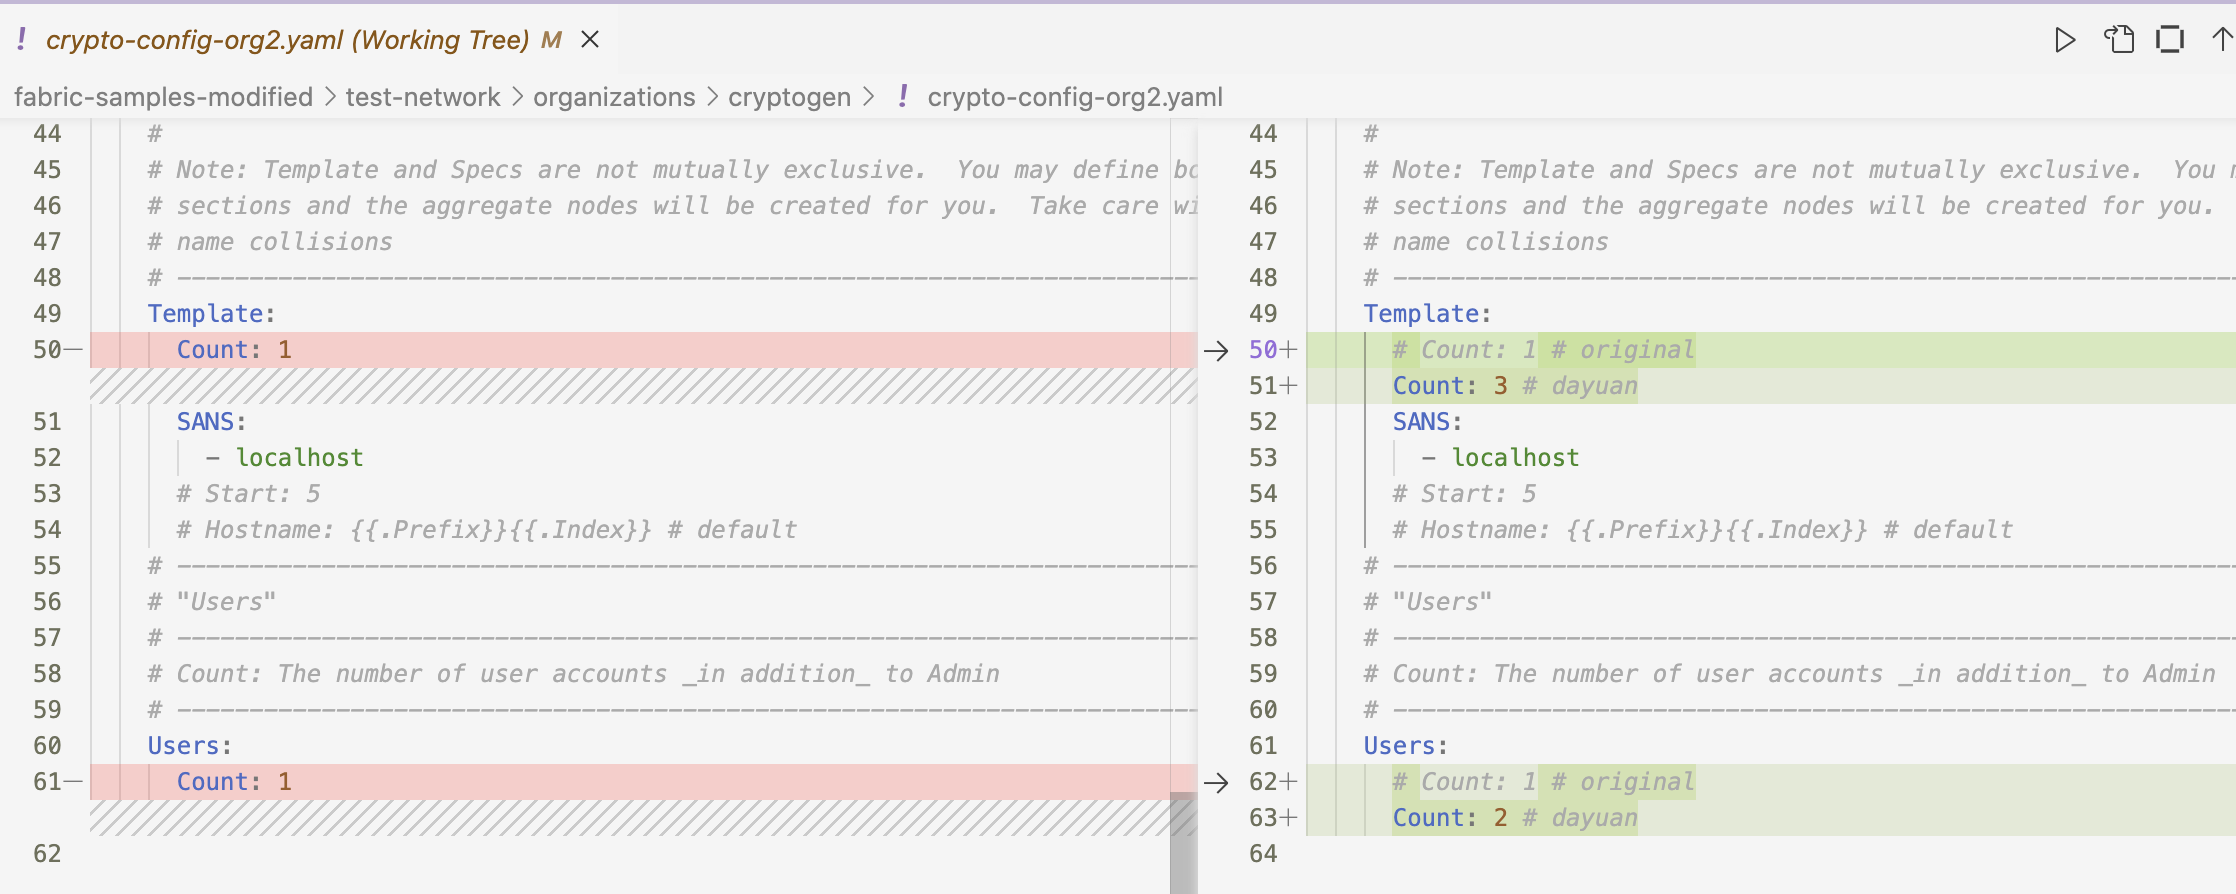 ! crypto-config-org2.yaml (Working Tree) M
fabric-samples-modified > test-network > organizations > cryptogen > ! crypto-config-org2.yaml
44 #
45 # Note: Template and Specs are not mutually exclusive.  You may define
46 # sections and the aggregate nodes will be created for you.  Take care
47 # name collisions
48 # ------------------------------------------------------------------------
49 Template:
50— Count: 1
51 SANS:
52 - localhost
53 # Start: 5
54 # Hostname: {{.Prefix}}{{.Index}} # default
55 # ------------------------------------------------------------------------
56 # "Users"
57 # ------------------------------------------------------------------------
58 # Count: The number of user accounts _in addition_ to Admin
59 # ------------------------------------------------------------------------
60 Users:
61— Count: 1
62
44 #
45 # Note: Template and Specs are not mutually exclusive.  You
46 # sections and the aggregate nodes will be created for you.
47 # name collisions
48 # ----------------------------------------------------------
49 Template:
→ 50+ # Count: 1 # original
51+ Count: 3 # dayuan
52 SANS:
53 - localhost
54 # Start: 5
55 # Hostname: {{.Prefix}}{{.Index}} # default
56 # ----------------------------------------------------------
57 # "Users"
58 # ----------------------------------------------------------
59 # Count: The number of user accounts _in addition_ to Admin
60 # ----------------------------------------------------------
61 Users:
→ 62+ # Count: 1 # original
63+ Count: 2 # dayuan
64